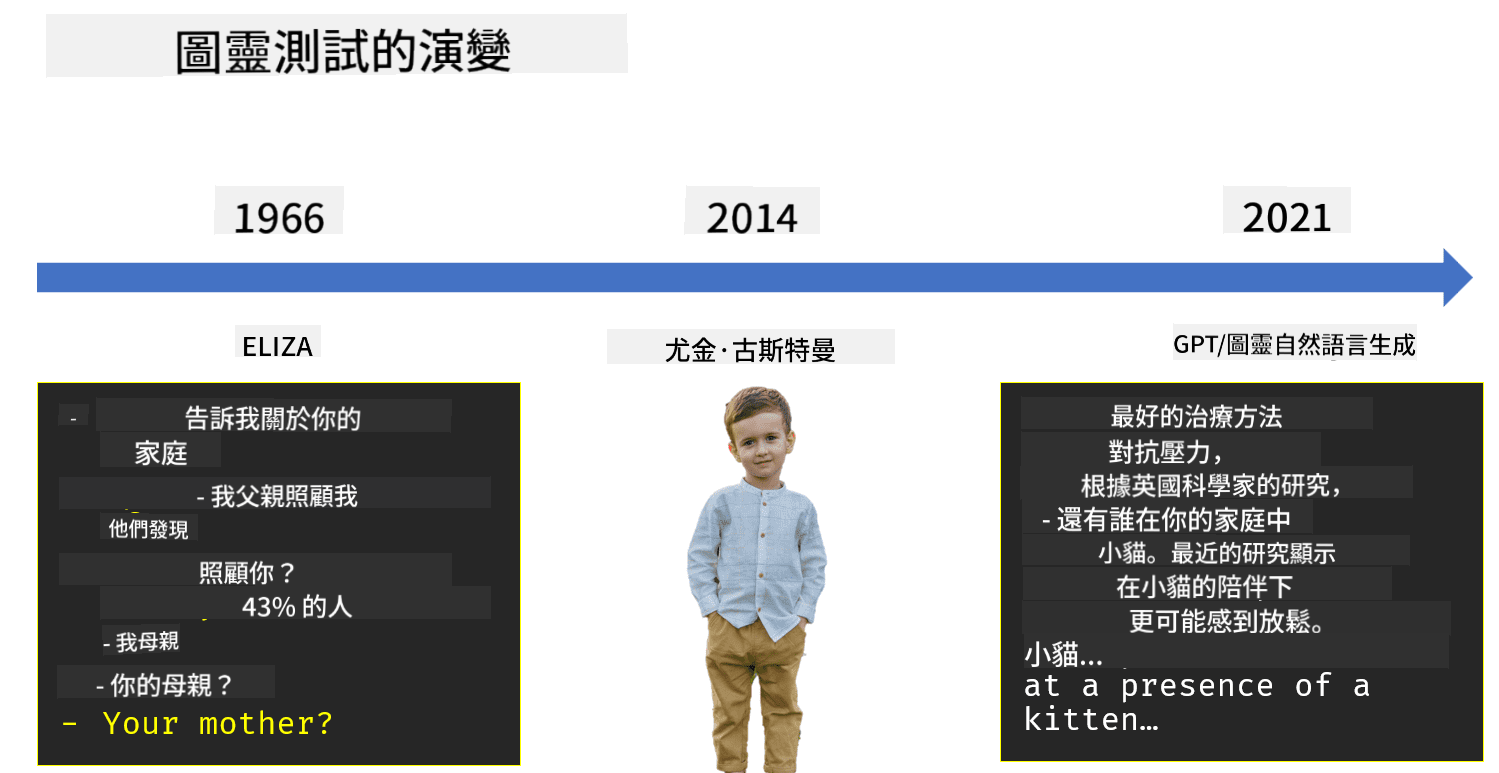 圖靈測試的演變
1966
2014
2021
ELIZA
尤金·古斯特曼
GPT/圖靈自然語言生成
- 告訴我關於你的
家庭
- 我父親照顧我
他們發現
照顧你？
43% 的人
- 我母親
- 你的母親？
- Your mother?
最好的治療方法
對抗壓力，
根據英國科學家的研究，
- 還有誰在你的家庭中
小貓。最近的研究顯示
在小貓的陪伴下
更可能感到放鬆。
小貓...
at a presence of a
kitten…